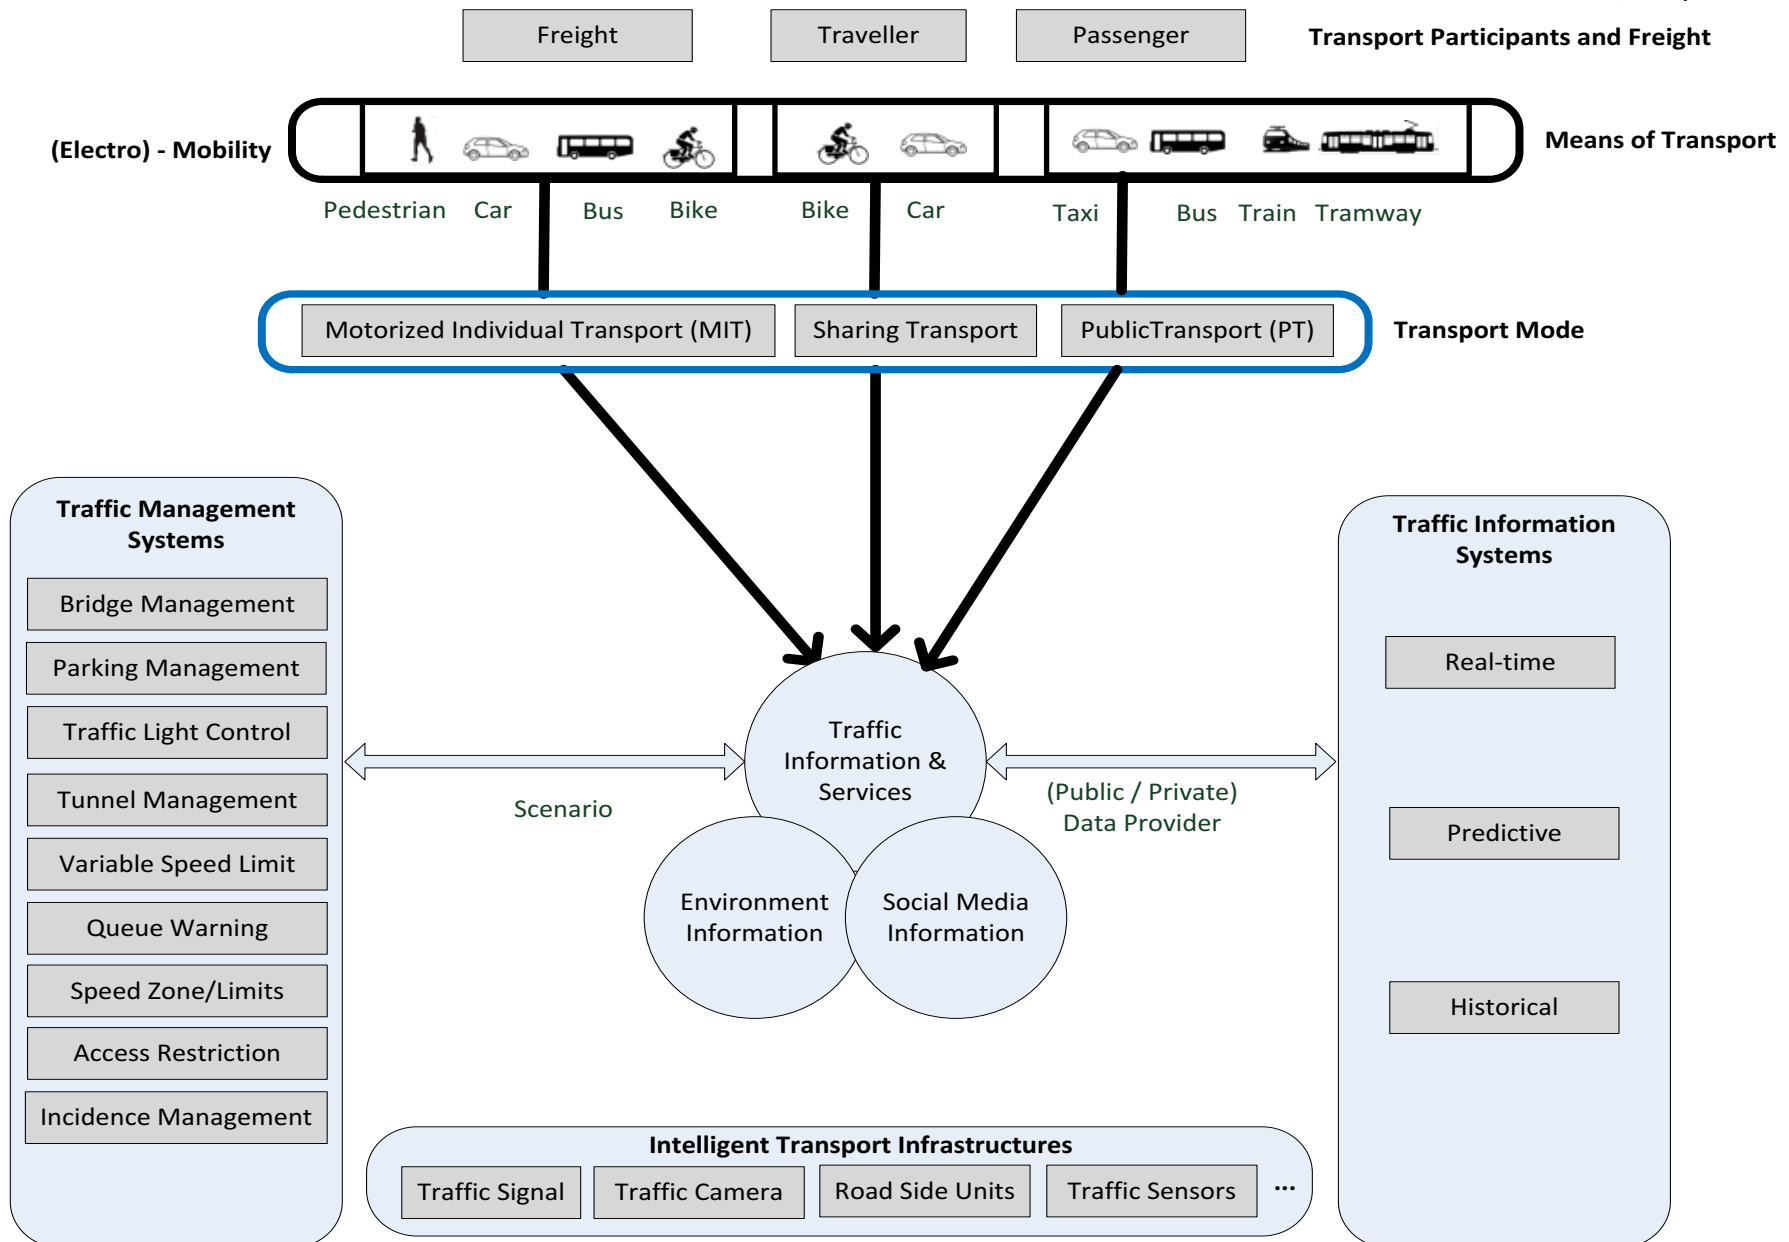 Freight
Traveller
Passenger
Transport Participants and Freight
(Electro) - Mobility
Means of Transport
Pedestrian
Car
Bus
Bike
Bike
Car
Taxi
Bus
Train
Tramway
Motorized Individual Transport (MIT)
Sharing Transport
PublicTransport (PT)
Transport Mode
Traffic Management
Systems
Bridge Management
Parking Management
Traffic Light Control
Tunnel Management
Variable Speed Limit
Queue Warning
Speed Zone/Limits
Access Restriction
Incidence Management
Scenario
Traffic
Information &
Services
Environment
Information
Social Media
Information
(Public / Private)
Data Provider
Traffic Information
Systems
Real-time
Predictive
Historical
Intelligent Transport Infrastructures
Traffic Signal
Traffic Camera
Road Side Units
Traffic Sensors
...